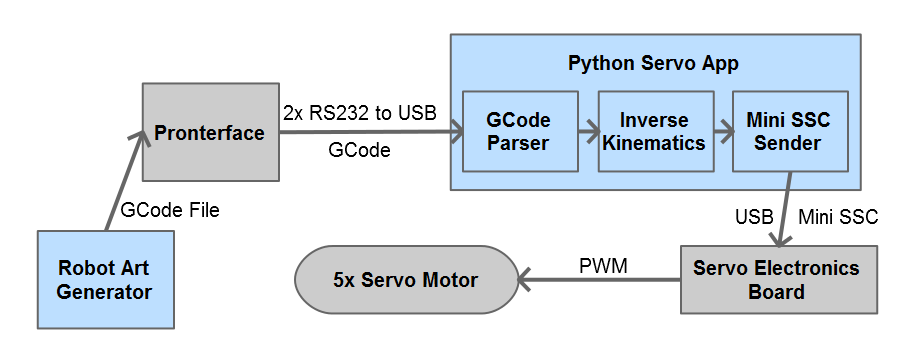 Python Servo App
2x RS232 to USB
GCode
Pronterface
GCode
Parser
Inverse
Kinematics
Mini SSC
Sender
GCode File
USB
Mini SSC
Robot Art
Generator
5x Servo Motor
PWM
Servo Electronics
Board